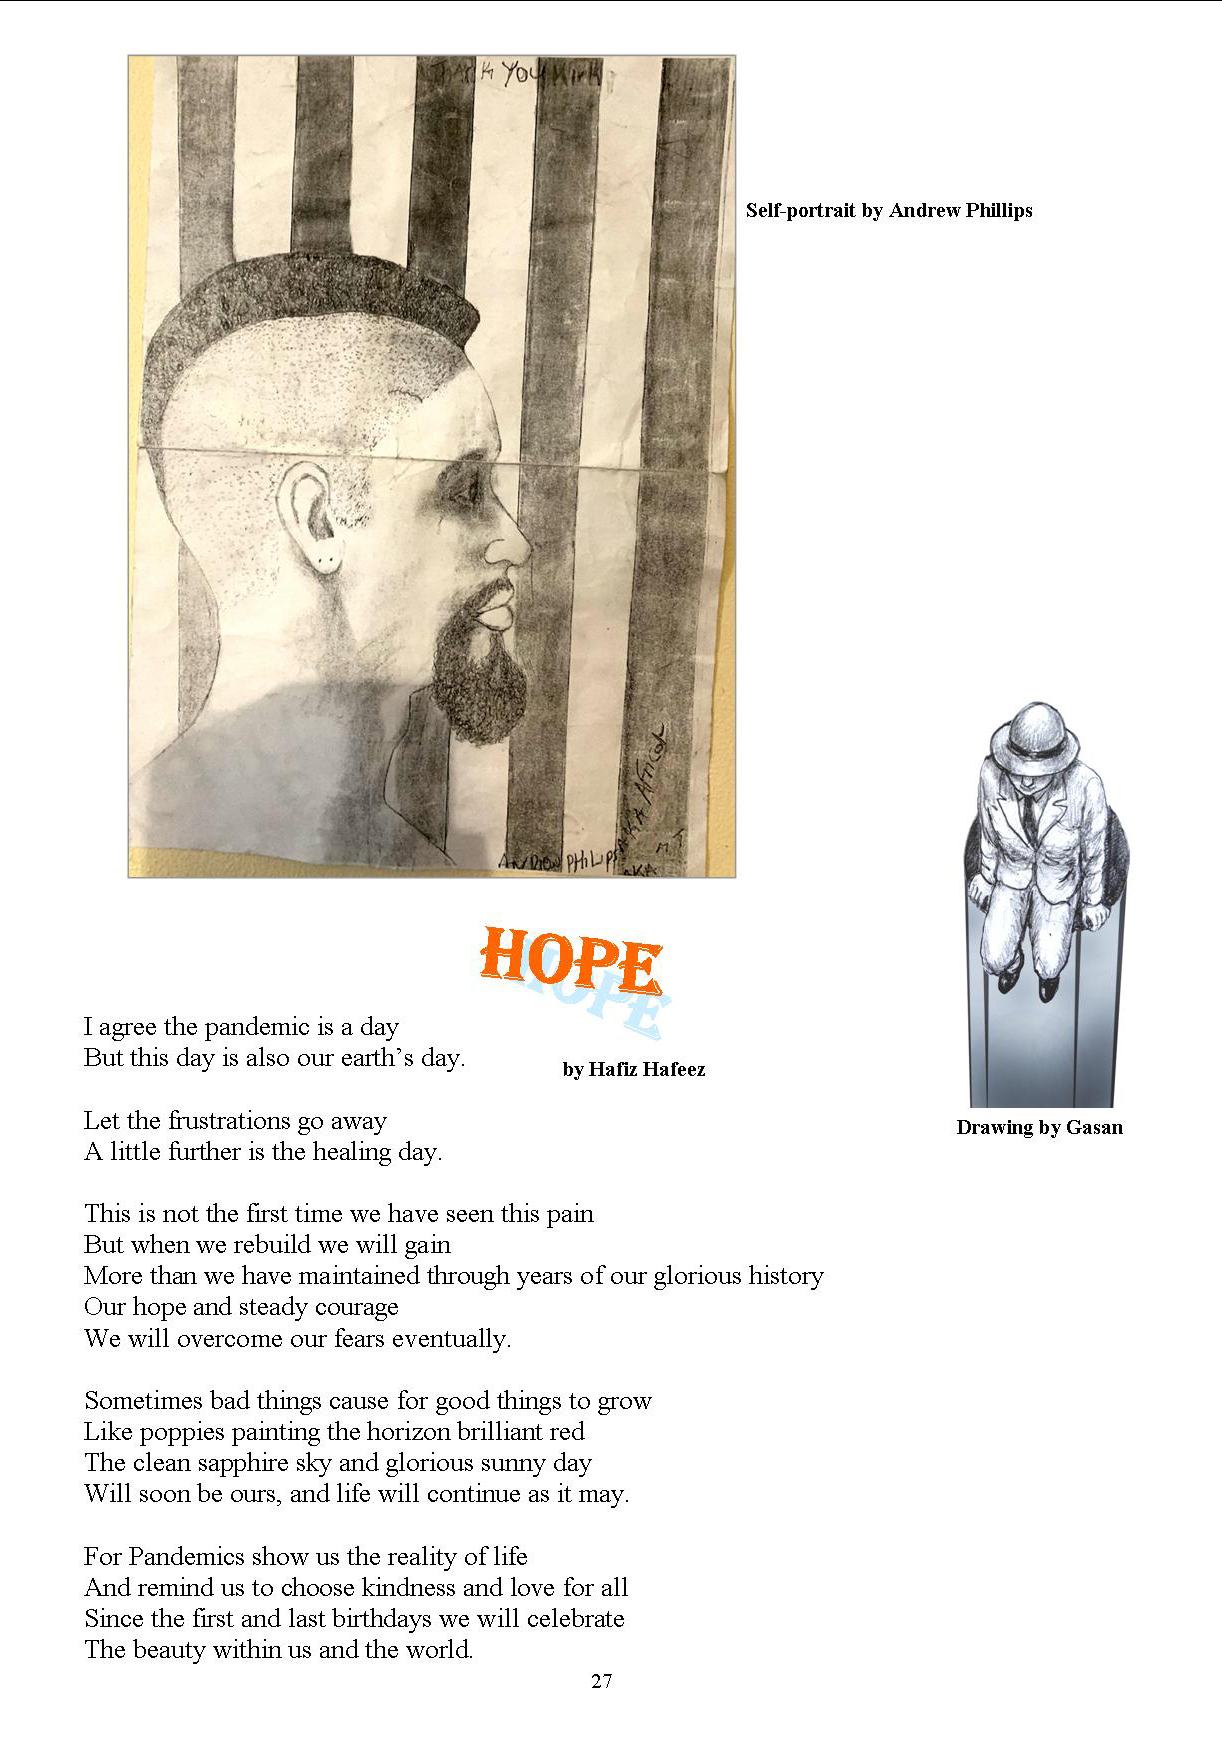 THANK YOU Kirk
Self-portrait by Andrew Phillips
ANDREW PHILIPS
AKA African
AKA
HOPE
by Hafiz Hafeez
Drawing by Gasan
I agree the pandemic is a day
But this day is also our earth’s day.
Let the frustrations go away
A little further is the healing day.
This is not the first time we have seen this pain
But when we rebuild we will gain
More than we have maintained through years of our glorious history
Our hope and steady courage
We will overcome our fears eventually.
Sometimes bad things cause for good things to grow
Like poppies painting the horizon brilliant red
The clean sapphire sky and glorious sunny day
Will soon be ours, and life will continue as it may.
For Pandemics show us the reality of life
And remind us to choose kindness and love for all
Since the first and last birthdays we will celebrate
The beauty within us and the world.
27